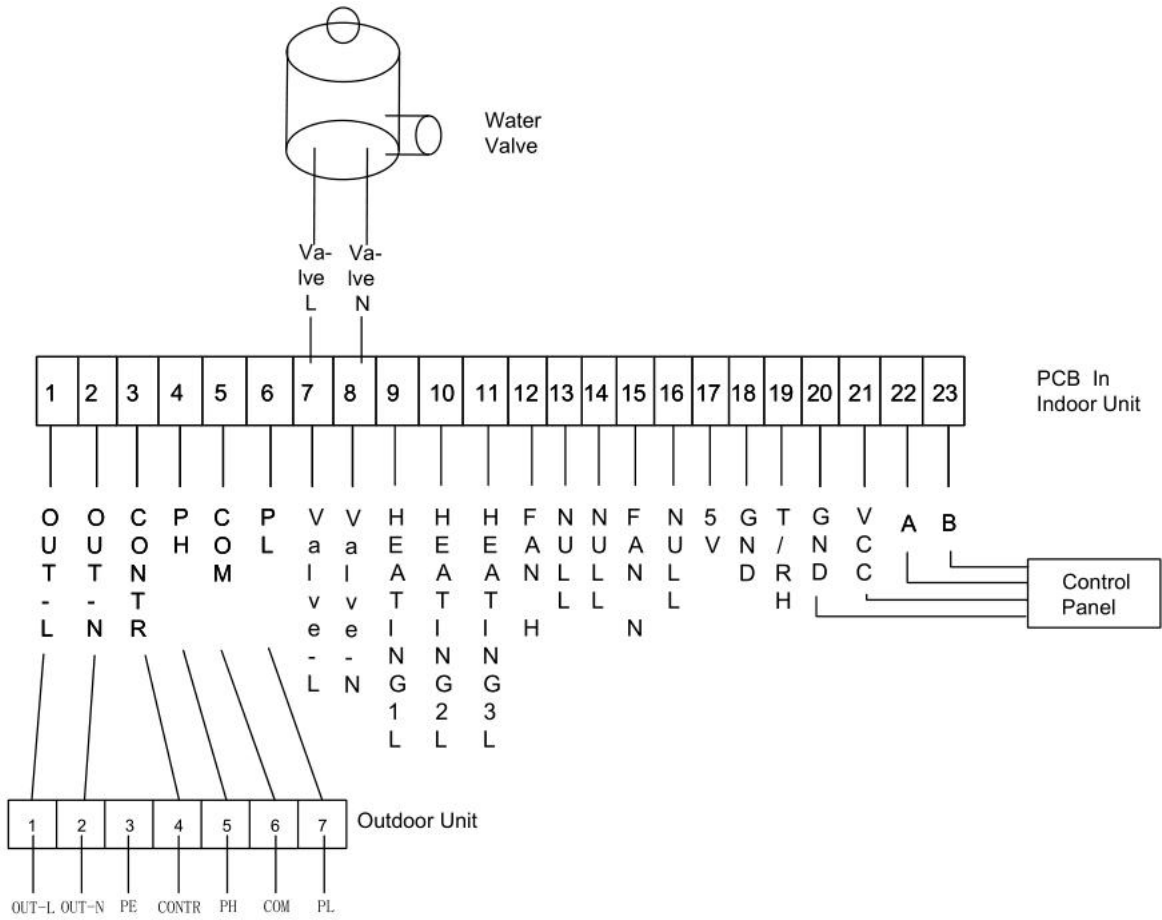 Water
Valve
Va-
lve
L
Va-
lve
N
1 2 3 4 5 6 7 8 9 10 11 12 13 14 15 16 17 18 19 20 21 22 23
PCB In
Indoor Unit
OUT-L
OUT-N
CONTR
PH
COM
PL
Valve-L
Valve-N
HEATING1L
HEATING2L
HEATING3L
FAN H
NULL
NULL
FAN N
NULL
5V
GND
T/RH
GND
VCC
A
B
Control
Panel
1 2 3 4 5 6 7
Outdoor Unit
OUT-L OUT-N PE CONTR PH COM PL